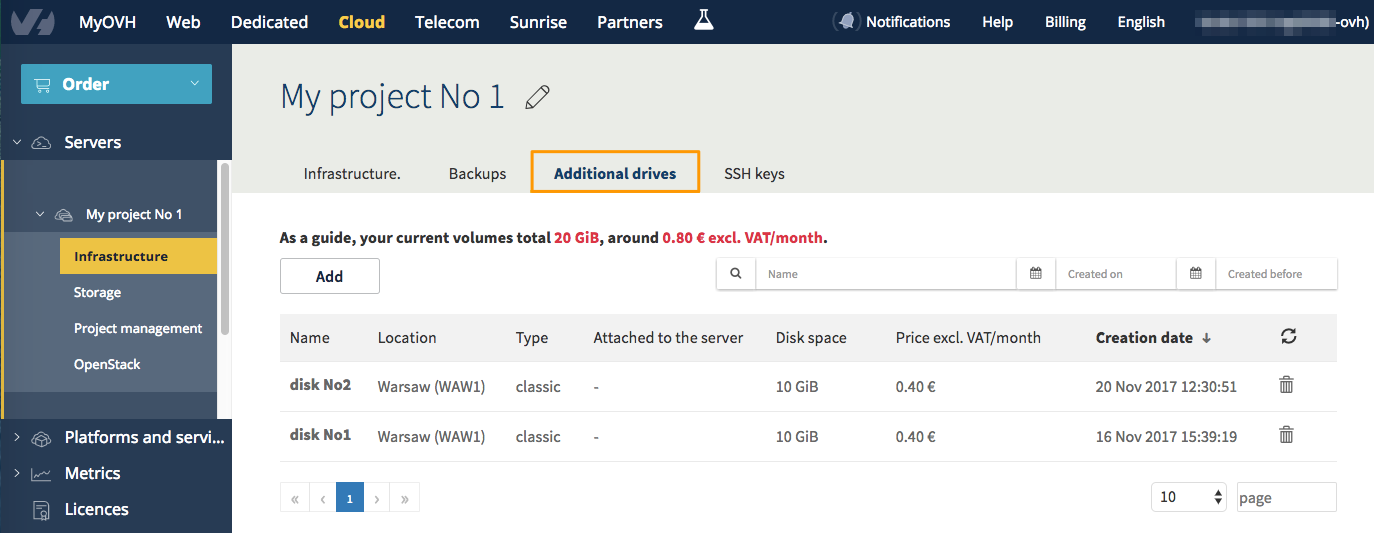 MyOVH Web Dedicated Cloud Telecom Sunrise Partners Notifications Help Billing English -ovh)
Order
Servers
My project No 1
Infrastructure
Storage
Project management
OpenStack
Platforms and servi...
Metrics
Licences
My project No 1
Infrastructure. Backups Additional drives SSH keys
As a guide, your current volumes total 20 GiB, around 0.80 € excl. VAT/month.
Add Name Created on Created before
Name Location Type Attached to the server Disk space Price excl. VAT/month Creation date ↓
disk No2 Warsaw (WAW1) classic - 10 GiB 0.40 € 20 Nov 2017 12:30:51
disk No1 Warsaw (WAW1) classic - 10 GiB 0.40 € 16 Nov 2017 15:39:19
« ‹ 1 › » 10 page